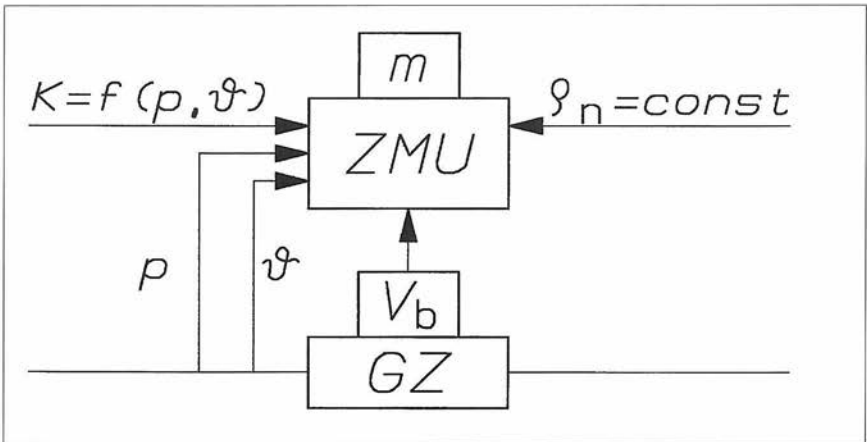 m
K=f(p,ϑ)
ρn=const
ZMU
p
ϑ
Vb
GZ